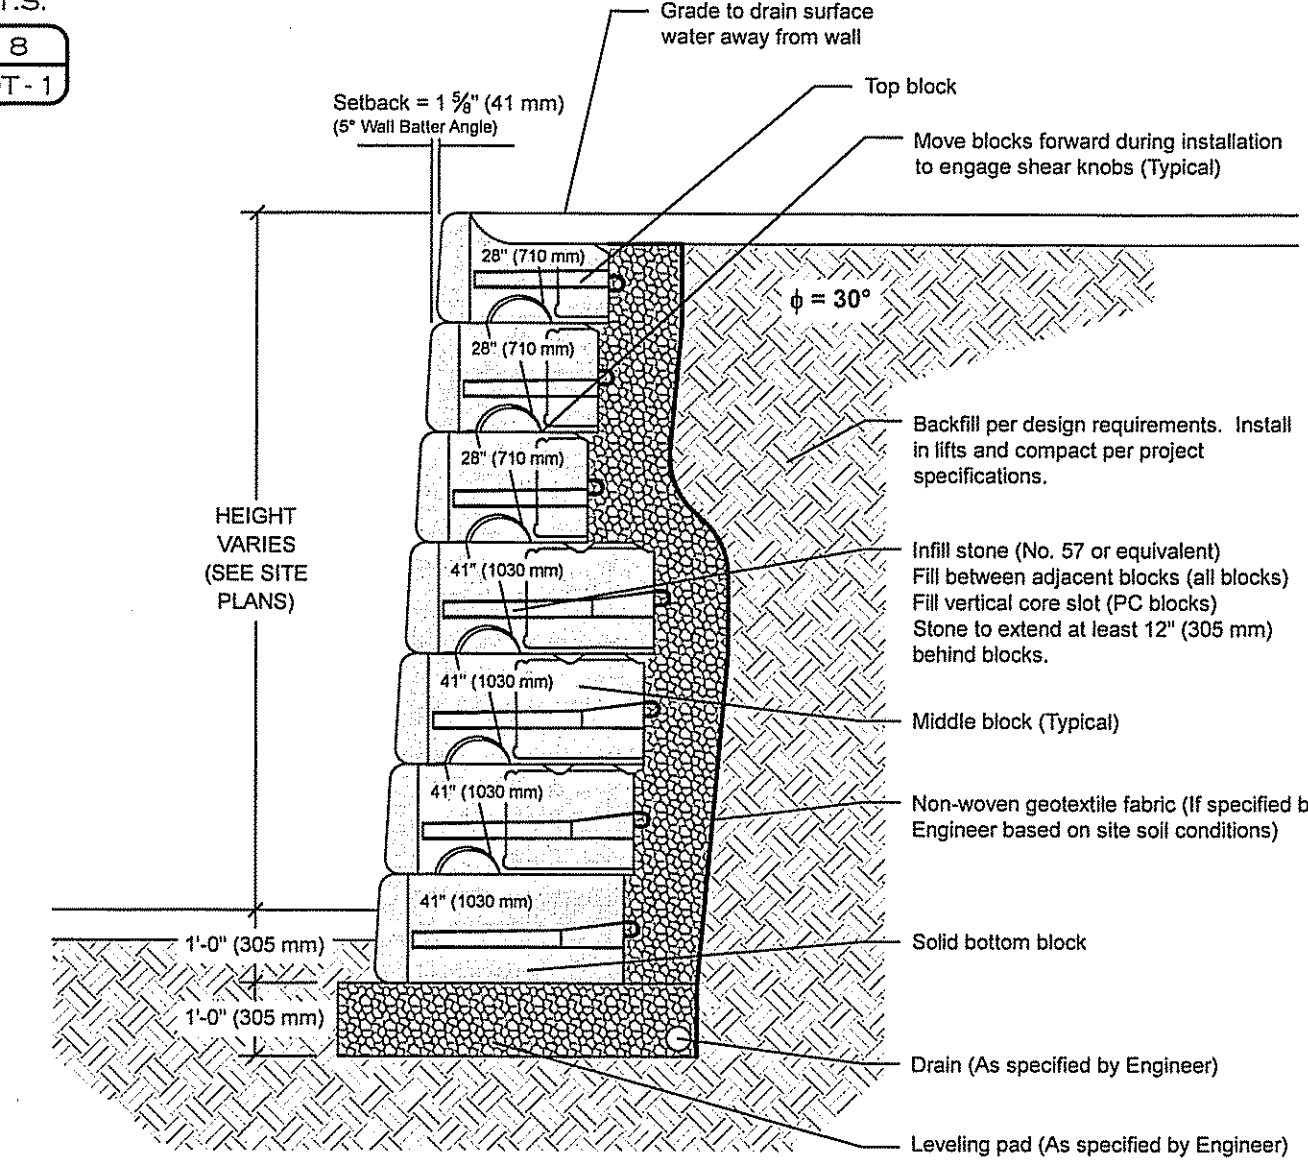 8
T - 1
Grade to drain surface
water away from wall
Top block
Setback = 1 ⅝" (41 mm)
(5° Wall Batter Angle)
Move blocks forward during installation
to engage shear knobs (Typical)
28" (710 mm)
ϕ = 30°
28" (710 mm)
28" (710 mm)
Backfill per design requirements. Install
in lifts and compact per project
specifications.
HEIGHT
VARIES
(SEE SITE
PLANS)
41" (1030 mm)
Infill stone (No. 57 or equivalent)
Fill between adjacent blocks (all blocks)
Fill vertical core slot (PC blocks)
Stone to extend at least 12" (305 mm)
behind blocks.
41" (1030 mm)
Middle block (Typical)
41" (1030 mm)
Non-woven geotextile fabric (If specified b
Engineer based on site soil conditions)
41" (1030 mm)
1'-0" (305 mm)
Solid bottom block
1'-0" (305 mm)
Drain (As specified by Engineer)
Leveling pad (As specified by Engineer)